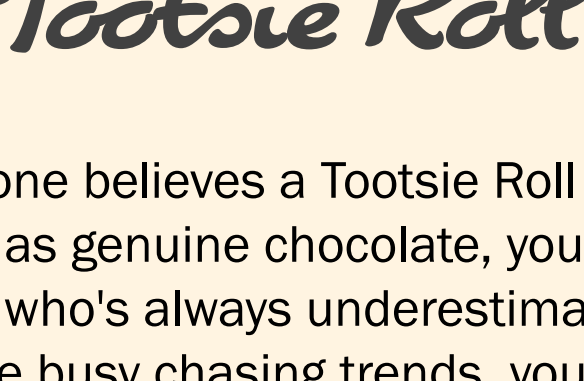 Tootsie Roll
one believes a Tootsie Roll
as genuine chocolate, you
who's always underestima
e busy chasing trends, you